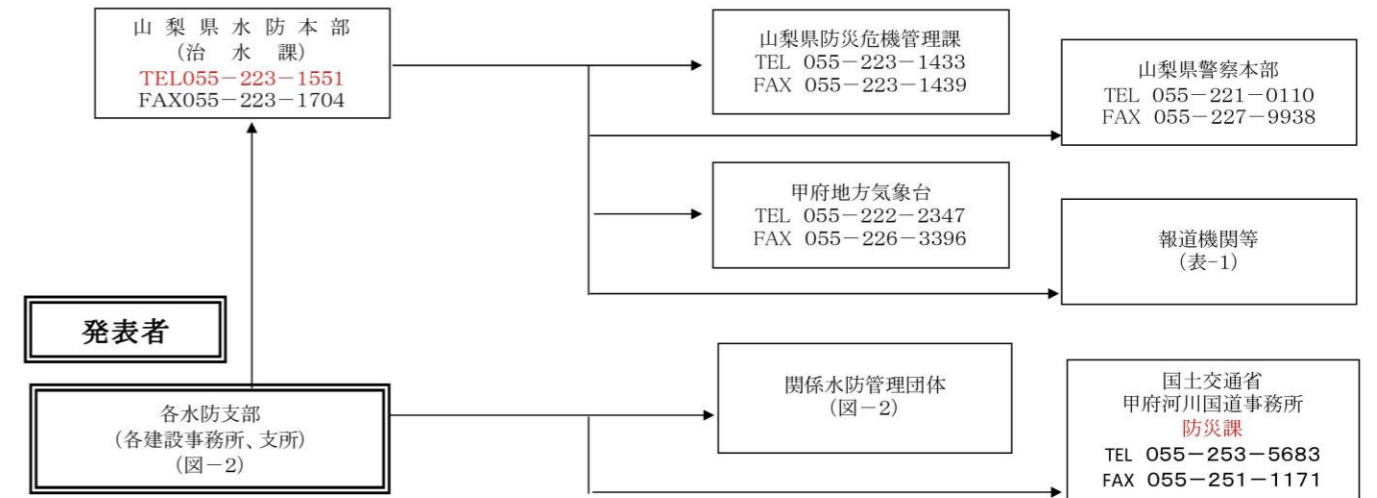 山梨県水防本部
(治 水 課)
TEL055-223-1551
FAX055-223-1704
山梨県防災危機管理課
TEL 055-223-1433
FAX 055-223-1439
山梨県警察本部
TEL 055-221-0110
FAX 055-227-9938
甲府地方気象台
TEL 055-222-2347
FAX 055-226-3396
報道機関等
(表-1)
発表者
各水防支部
(各建設事務所、支所)
(図-2)
関係水防管理団体
(図-2)
国土交通省
甲府河川国道事務所
防災課
TEL 055-253-5683
FAX 055-251-1171